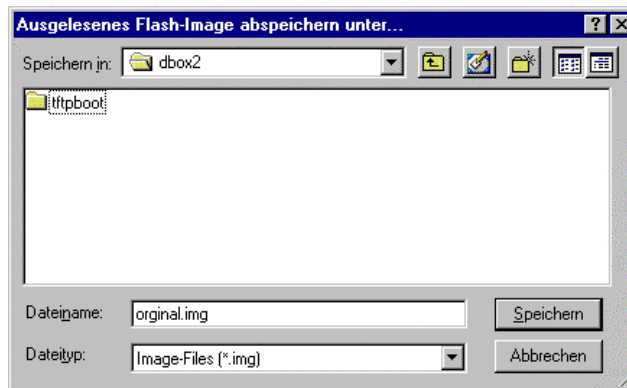 Ausgelesenes Flash-Image abspeichern unter...
Speichern in: dbox2
tftpboot
Dateiname: orginal.img Speichern
Dateityp: Image-Files (*.img) Abbrechen